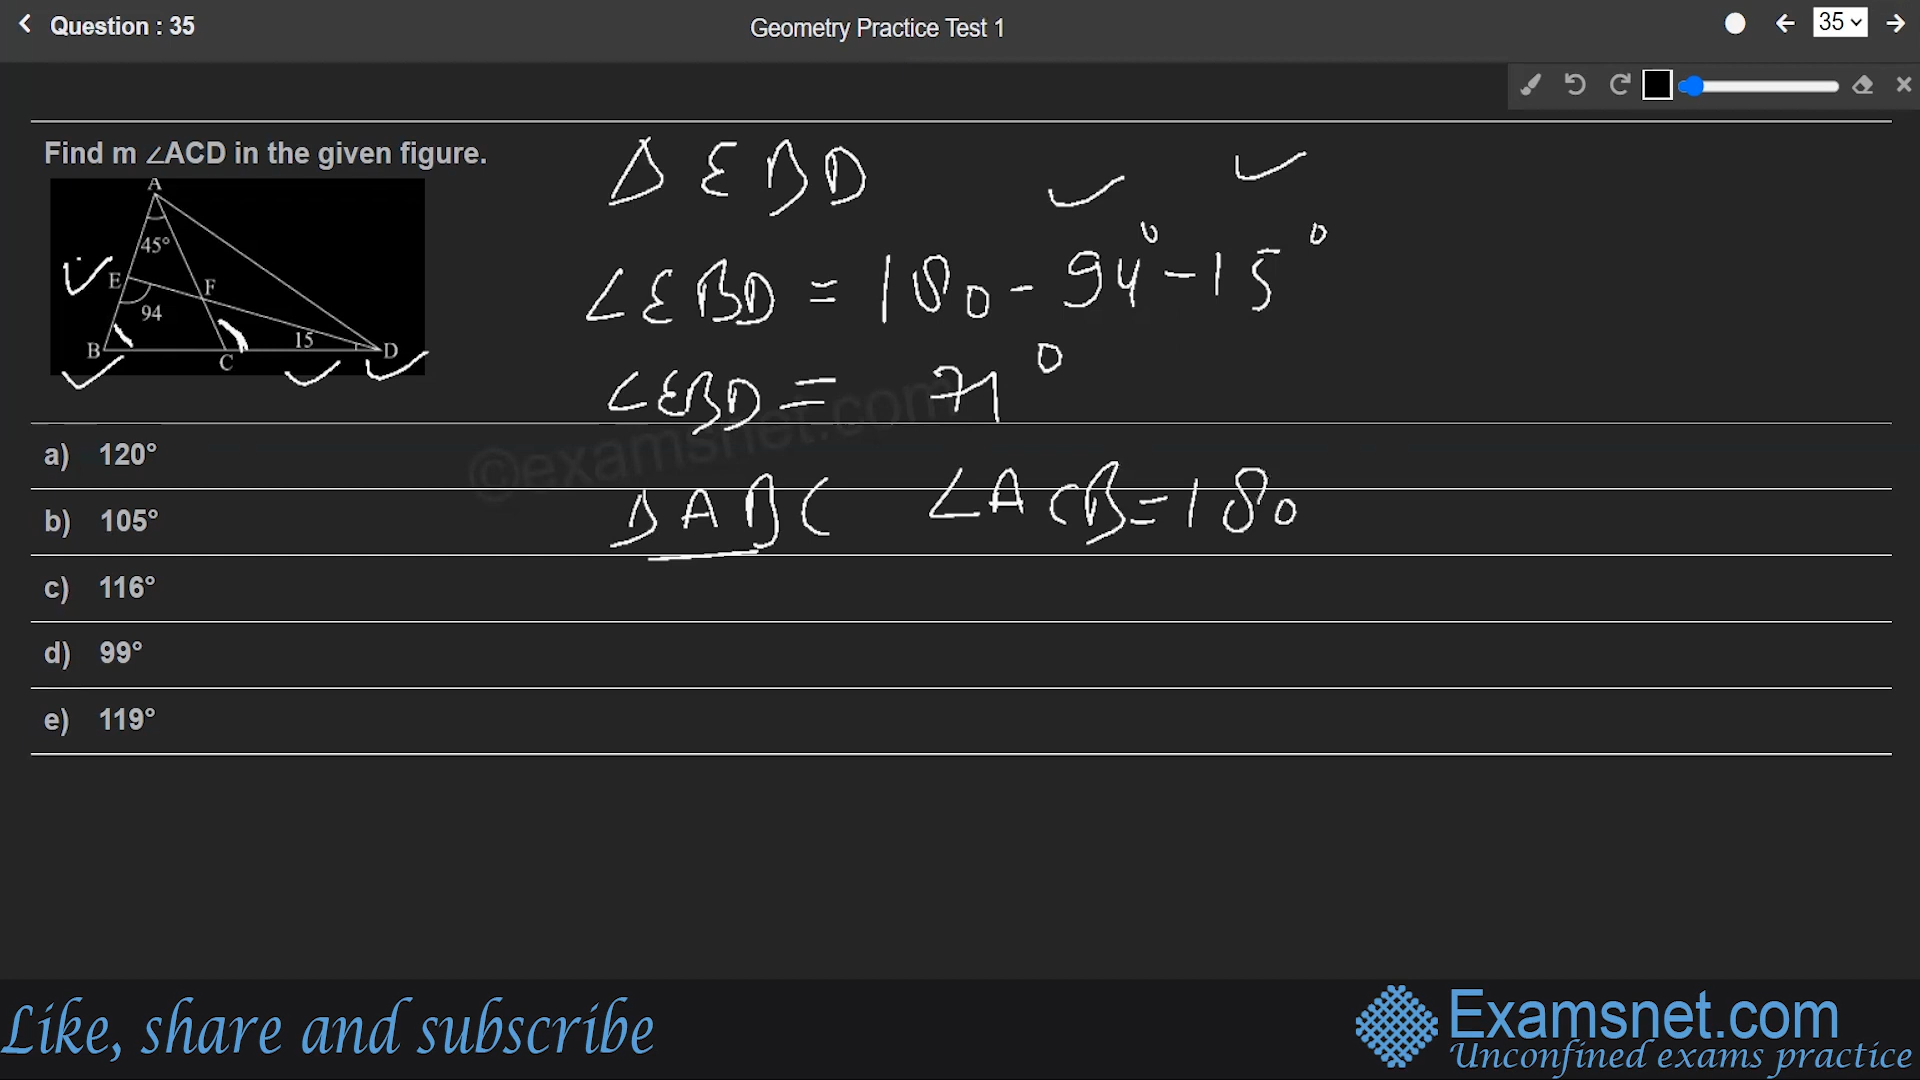 Question : 35
Geometry Practice Test 1
35
Find m ∠ACD in the given figure.
A
45°
E
F
94
15
B
C
D
Δ EBD
∠EBD = 180 - 94° - 15°
∠EBD = 71°
©examsnet.com
ΔABC ∠ACB=180
a) 120°
b) 105°
c) 116°
d) 99°
e) 119°
Like, share and subscribe
Examsnet.com
Unconfined exams practice